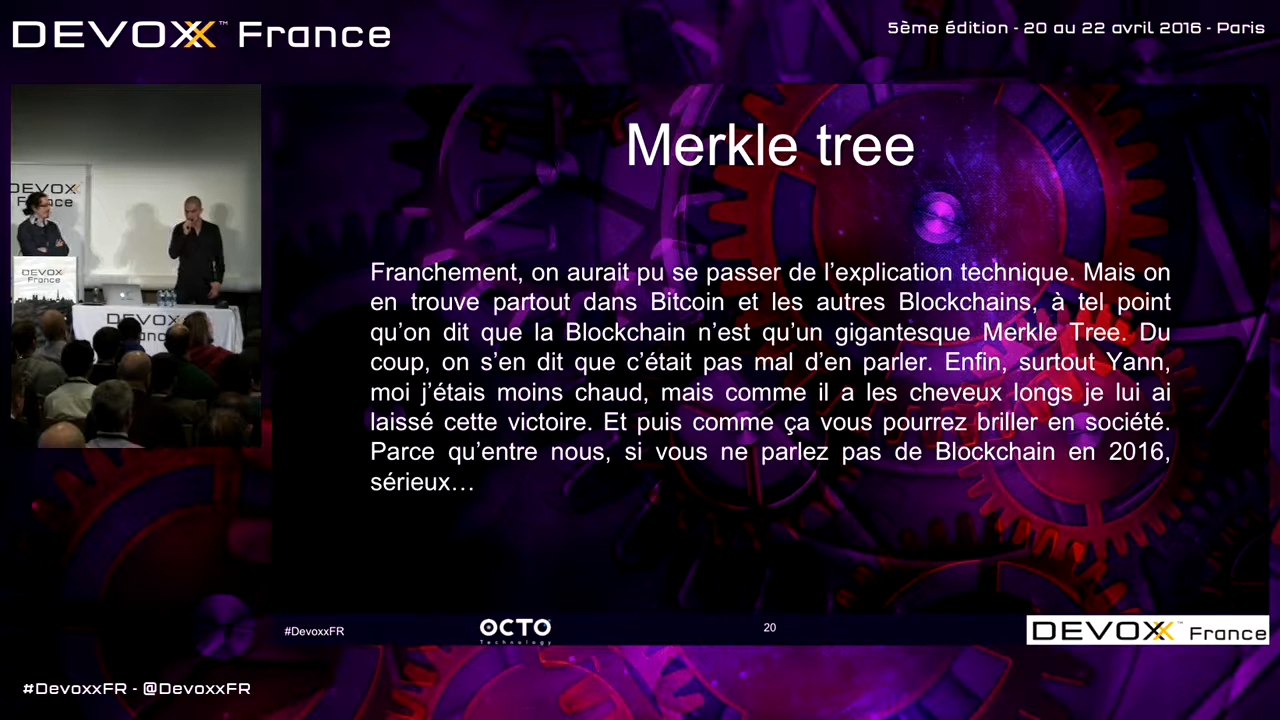 DEVOXX™ France
5ème édition - 20 au 22 avril 2016 - Paris
DEVOXX
France
DEVOXX
France
DEVOXX
Merkle tree
Franchement, on aurait pu se passer de l’explication technique. Mais on
en trouve partout dans Bitcoin et les autres Blockchains, à tel point
qu’on dit que la Blockchain n’est qu’un gigantesque Merkle Tree. Du
coup, on s’en dit que c’était pas mal d’en parler. Enfin, surtout Yann,
moi j’étais moins chaud, mais comme il a les cheveux longs je lui ai
laissé cette victoire. Et puis comme ça vous pourrez briller en société.
Parce qu’entre nous, si vous ne parlez pas de Blockchain en 2016,
sérieux…
#DevoxxFR
OCTO
Technology
20
DEVOXX™ France
#DevoxxFR - @DevoxxFR